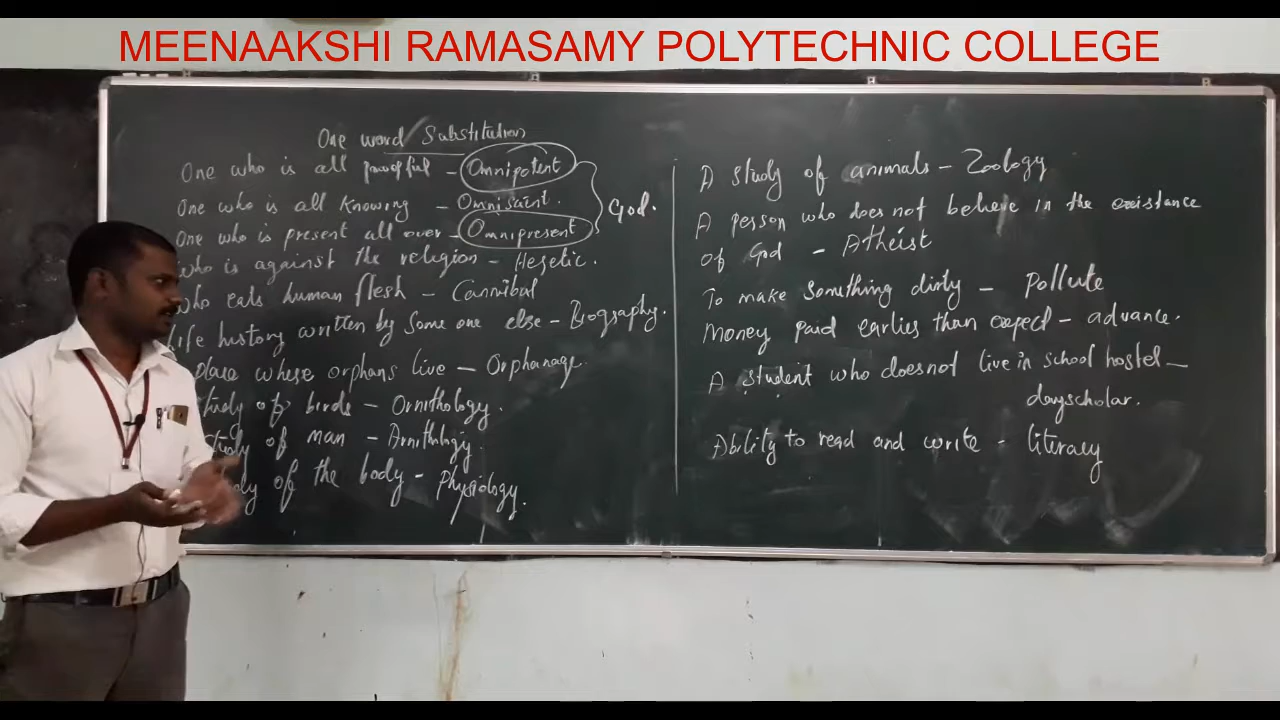 MEENAAKSHI RAMASAMY POLYTECHNIC COLLEGE
One word Substitution
One who is all powerful - Omnipotent
One who is all knowing - Omnisaint.
One who is present all over - Omnipresent
God.
who is against the religion - Heretic.
who eats human flesh - Cannibal
life history written by some one else - Biography.
place where orphans live - Orphanage
study of birds - Ornithology.
study of man -
study of the body - Physiology.
A study of animals - Zoology
A person who does not believe in the existance
of God - Atheist
To make something dirty - pollute
Money paid earlier than expect - advance.
A student who doesnot live in school hostel -
dayscholar.
Ability to read and write - literacy